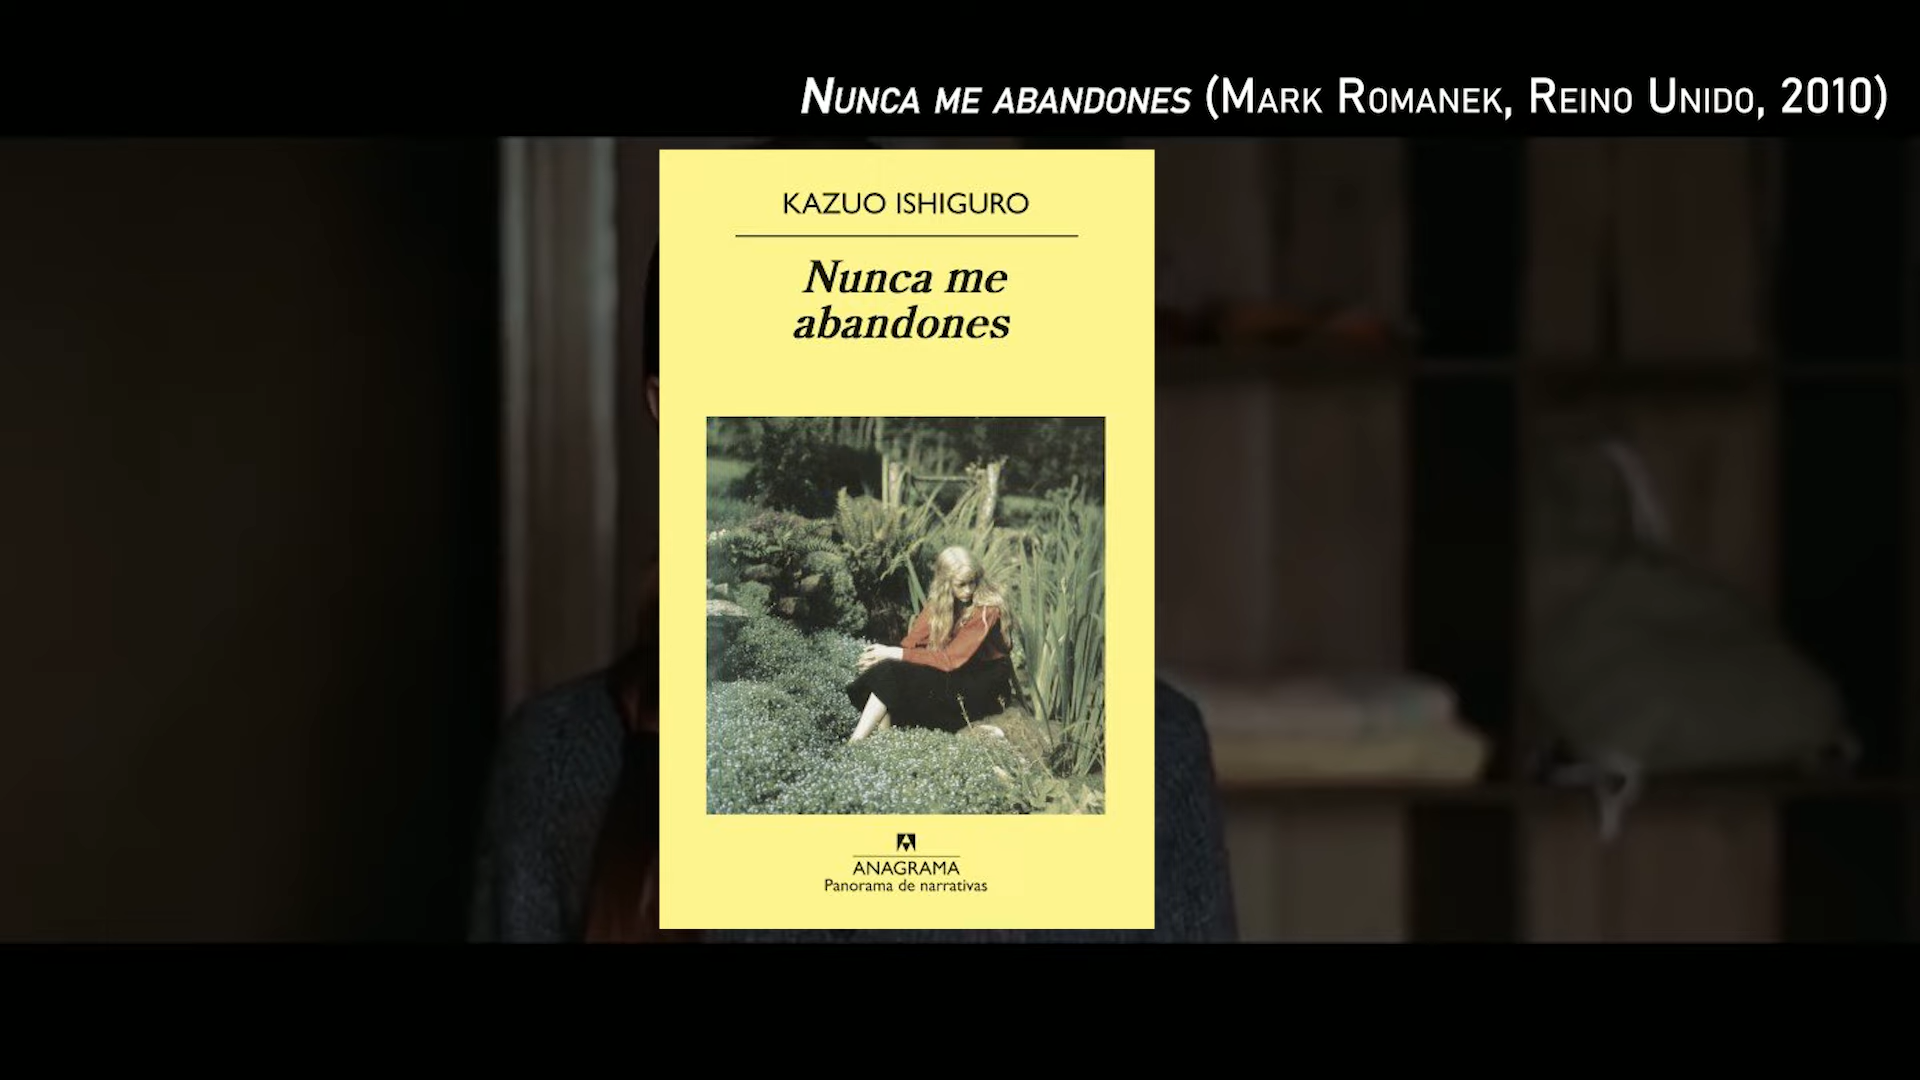 Nunca me abandones (Mark Romanek, Reino Unido, 2010)
KAZUO ISHIGURO
Nunca me
abandones
ANAGRAMA
Panorama de narrativas